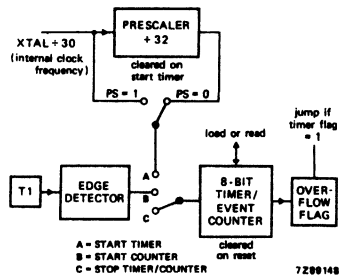 XTAL ÷ 30
(internal clock
frequency)
PRESCALER
÷ 32
cleared on
start timer
PS = 1
PS = 0
jump if
timer flag
= 1
load or read
T1
EDGE
DETECTOR
A
B
C
8-BIT
TIMER/
EVENT
COUNTER
OVER-
FLOW
FLAG
cleared
on reset
A = START TIMER
B = START COUNTER
C = STOP TIMER/COUNTER
7Z89149